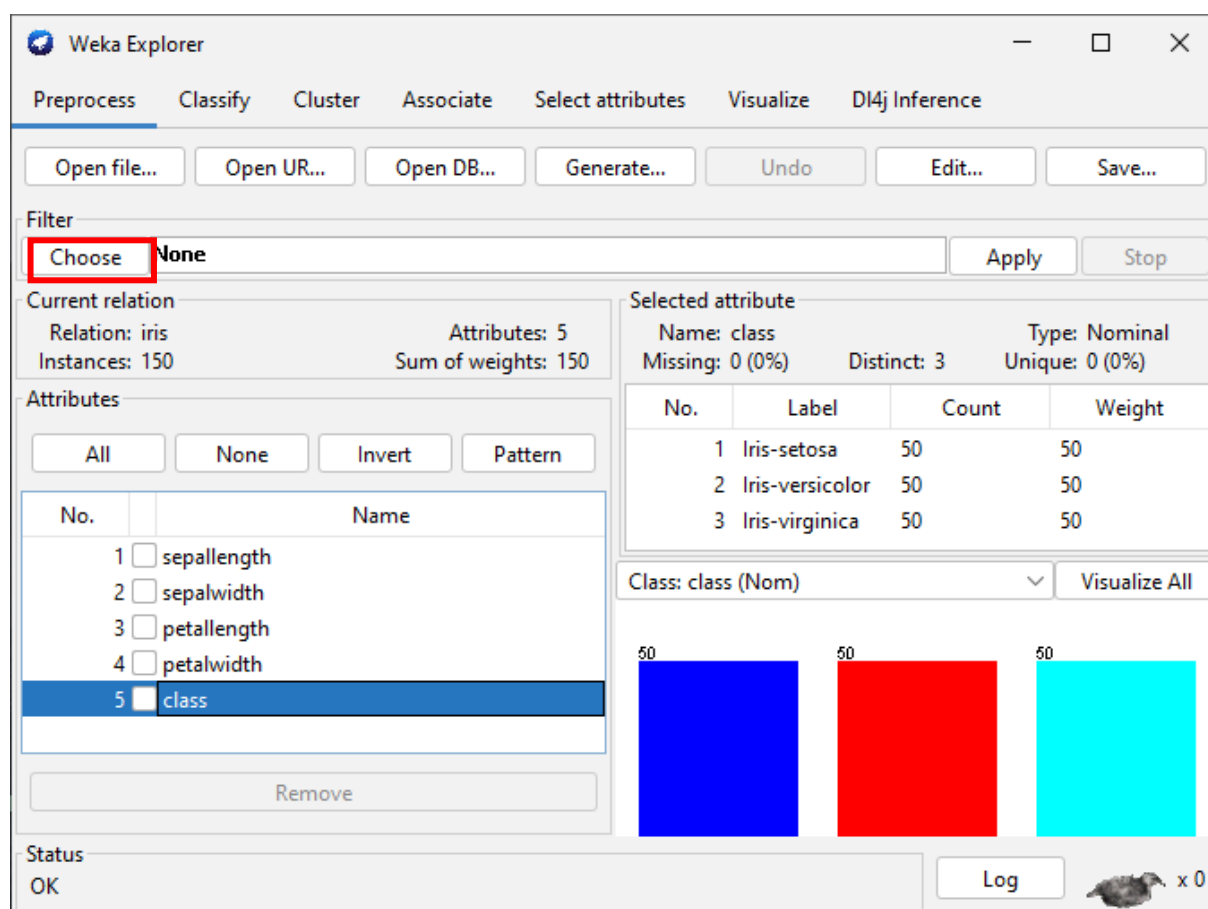 Weka Explorer
Preprocess Classify Cluster Associate Select attributes Visualize Dl4j Inference
Open file... Open UR... Open DB... Generate... Undo Edit... Save...
Filter
Choose None Apply Stop
Current relation
Relation: iris Attributes: 5
Instances: 150 Sum of weights: 150
Selected attribute
Name: class Type: Nominal
Missing: 0 (0%) Distinct: 3 Unique: 0 (0%)
Attributes
All None Invert Pattern
No. Name
1 sepallength
2 sepalwidth
3 petallength
4 petalwidth
5 class
Remove
No. Label Count Weight
1 Iris-setosa 50 50
2 Iris-versicolor 50 50
3 Iris-virginica 50 50
Class: class (Nom) Visualize All
50 50 50
Status
OK
Log x 0